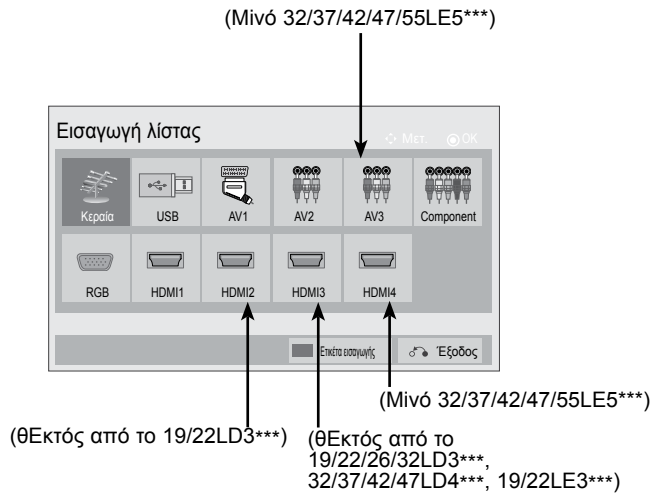 (Μίνό 32/37/42/47/55LE5***)
Εισαγωγή λίστας
Μετ. OK
Κεραία USB AV1 AV2 AV3 Component
RGB HDMI1 HDMI2 HDMI3 HDMI4
Ετικέτα εισαγωγής Έξοδος
(Μίνό 32/37/42/47/55LE5***)
(θΕκτός από το 19/22LD3***)
(θΕκτός από το
19/22/26/32LD3***,
32/37/42/47LD4***, 19/22LE3***)